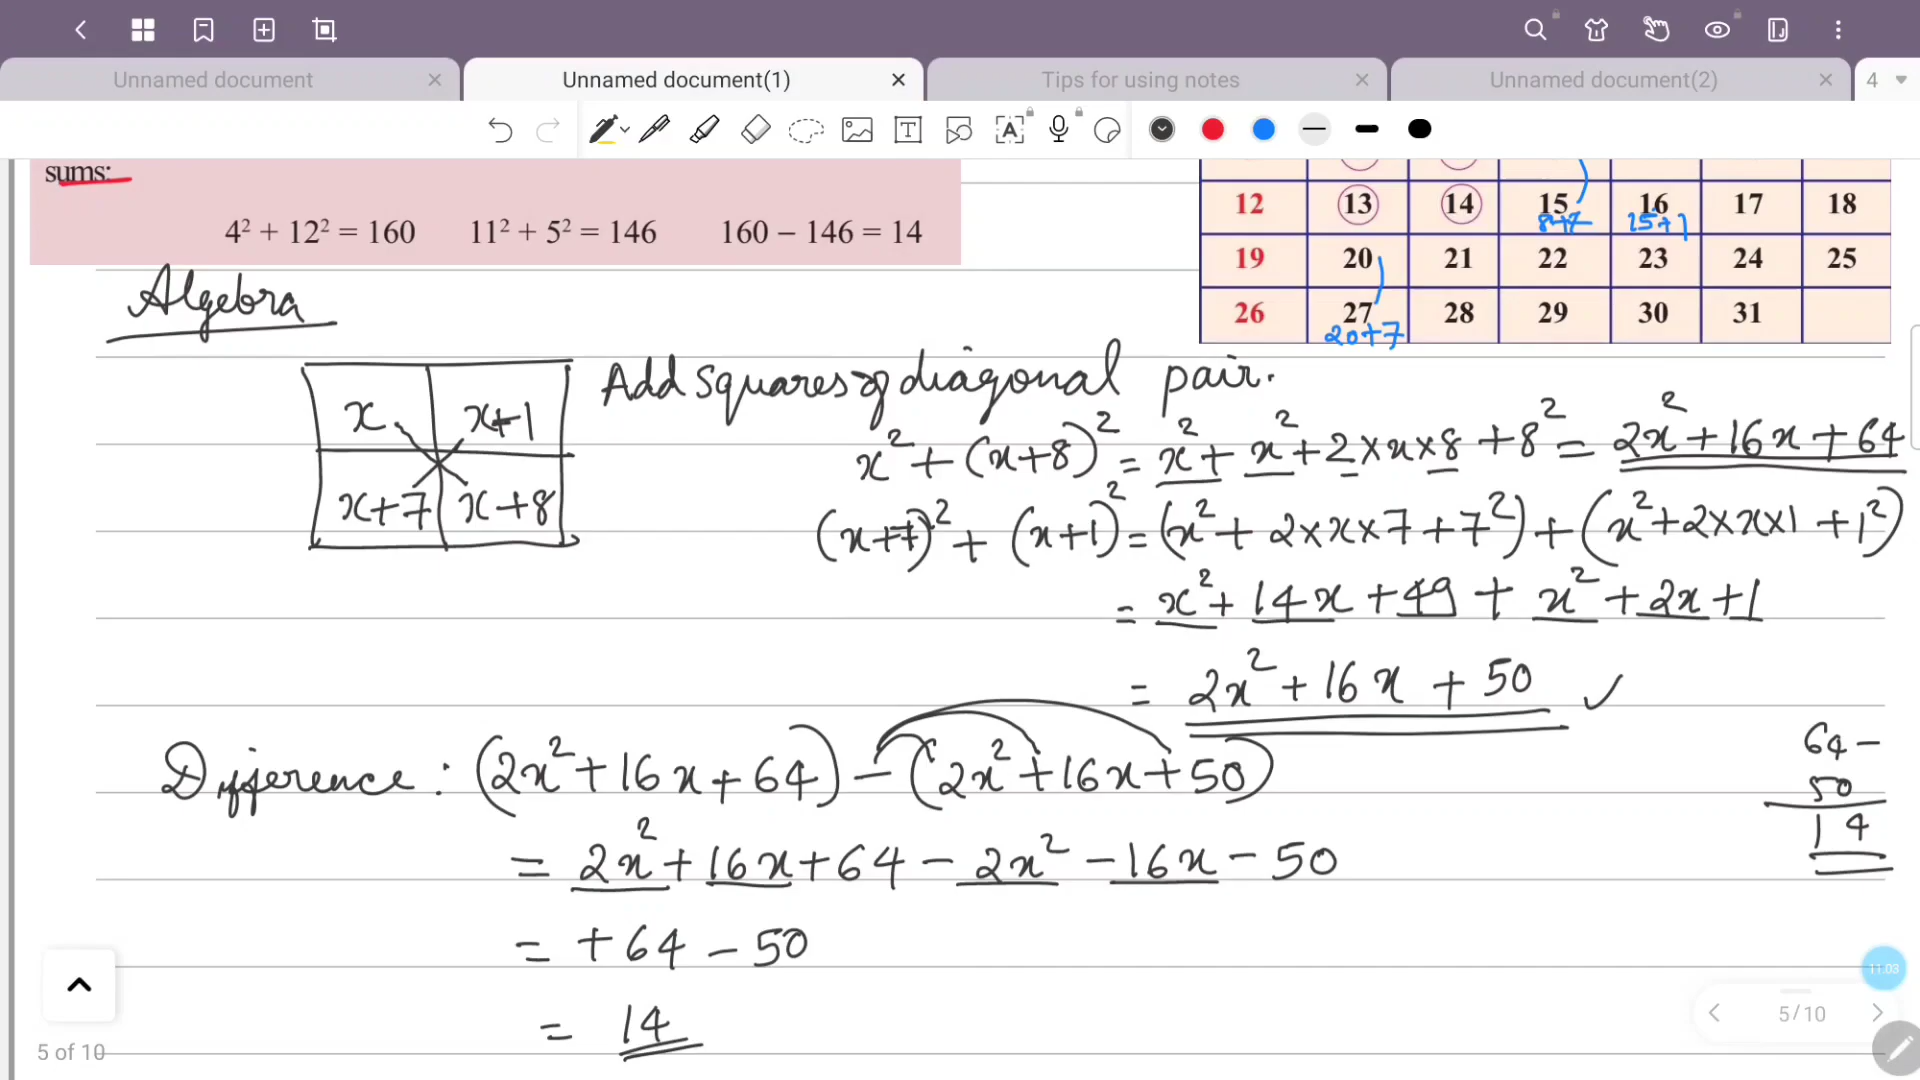 Unnamed document
Unnamed document(1)
Tips for using notes
Unnamed document(2)
4
sums:
4² + 12² = 160 11² + 5² = 146 160 − 146 = 14
12 13 14 15 16 17 18
8+7 15+1
19 20 21 22 23 24 25
26 27 28 29 30 31
20+7
Algebra
Add squares of diagonal pair.
x x+1
x+7 x+8
x² + (x+8)² = x² + x² + 2×x×8 + 8² = 2x² + 16x + 64
(x+7)² + (x+1)² = (x² + 2×x×7 + 7²) + (x² + 2×x×1 + 1²)
= x² + 14x + 49 + x² + 2x + 1
= 2x² + 16x + 50 ✓
Difference : (2x² + 16x + 64) − (2x² + 16x + 50)
64 −
50
14
= 2x² + 16x + 64 − 2x² − 16x − 50
= + 64 − 50
= 14
11:03
5/10
5 of 10